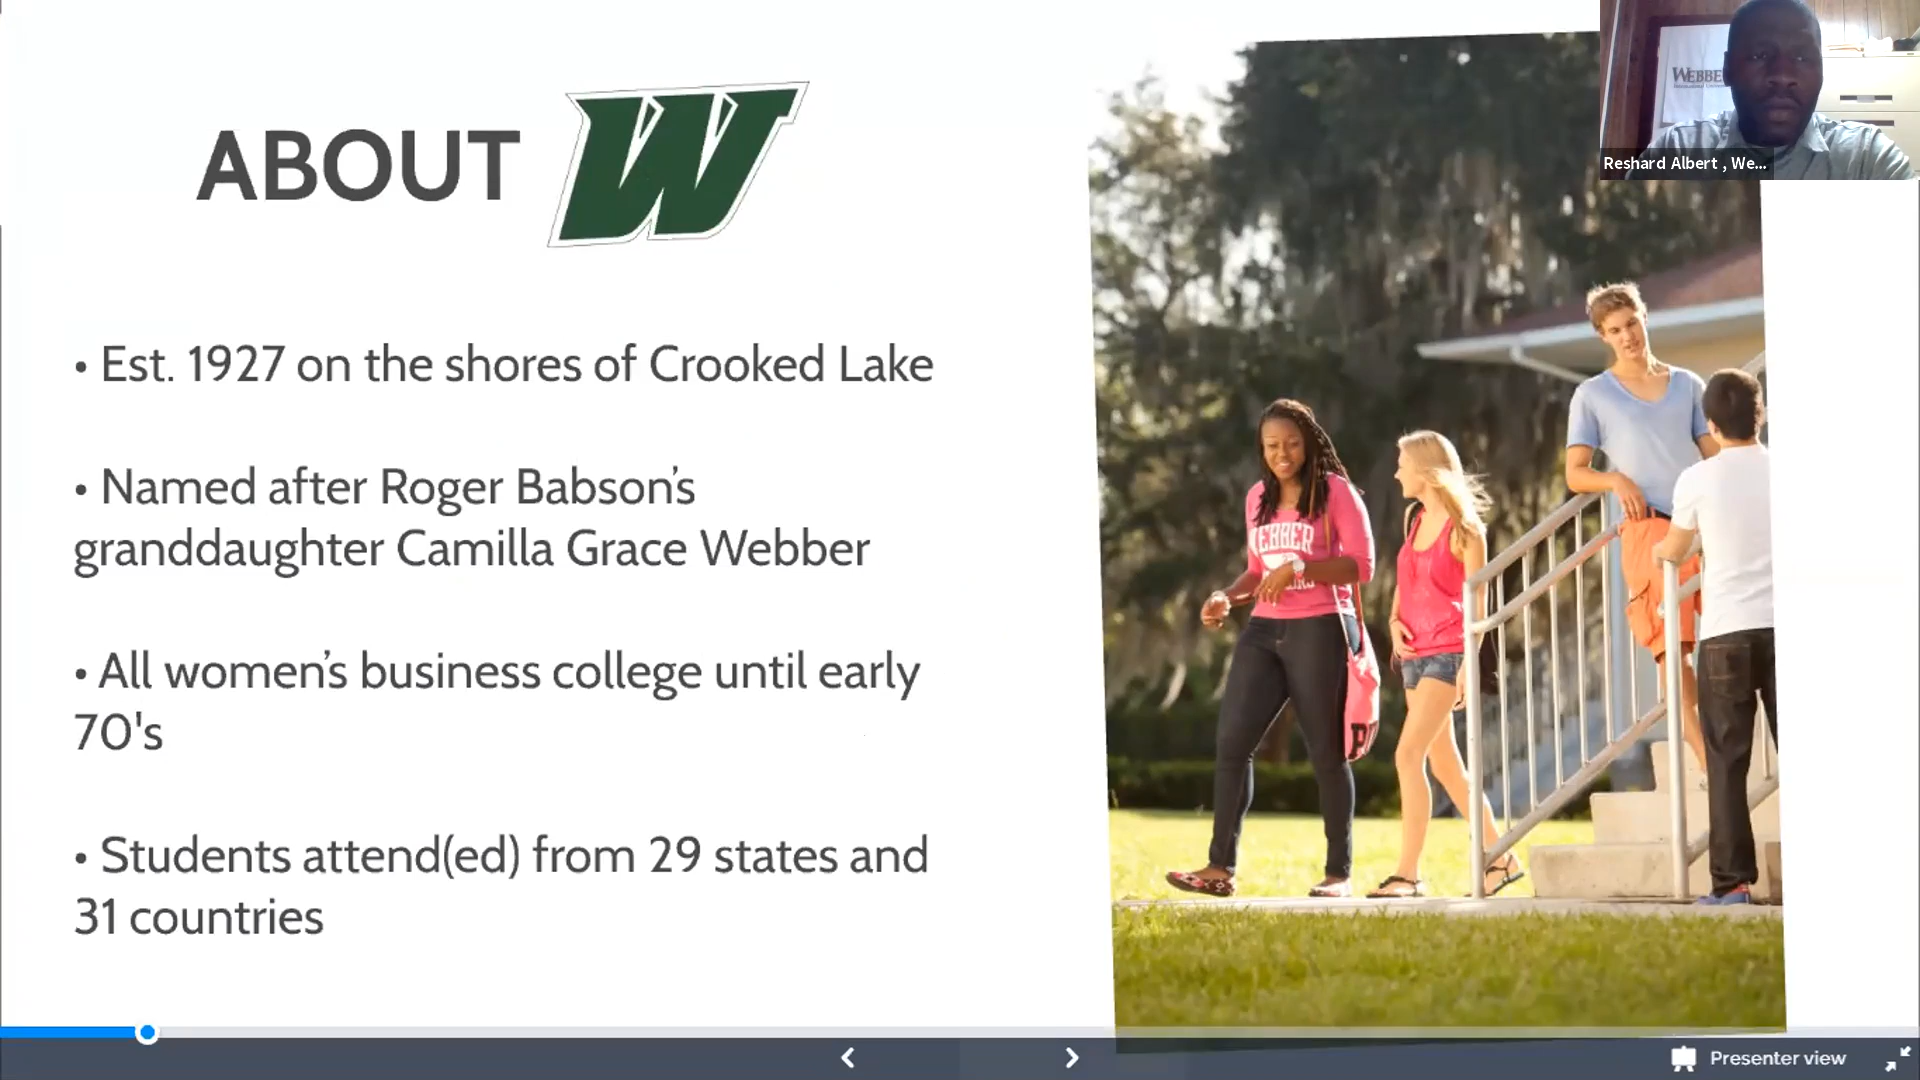 ABOUT W
• Est. 1927 on the shores of Crooked Lake
• Named after Roger Babson's
granddaughter Camilla Grace Webber
• All women's business college until early
70's
• Students attend(ed) from 29 states and
31 countries
WEBBE
Reshard Albert , We...
WEBBER
Presenter view